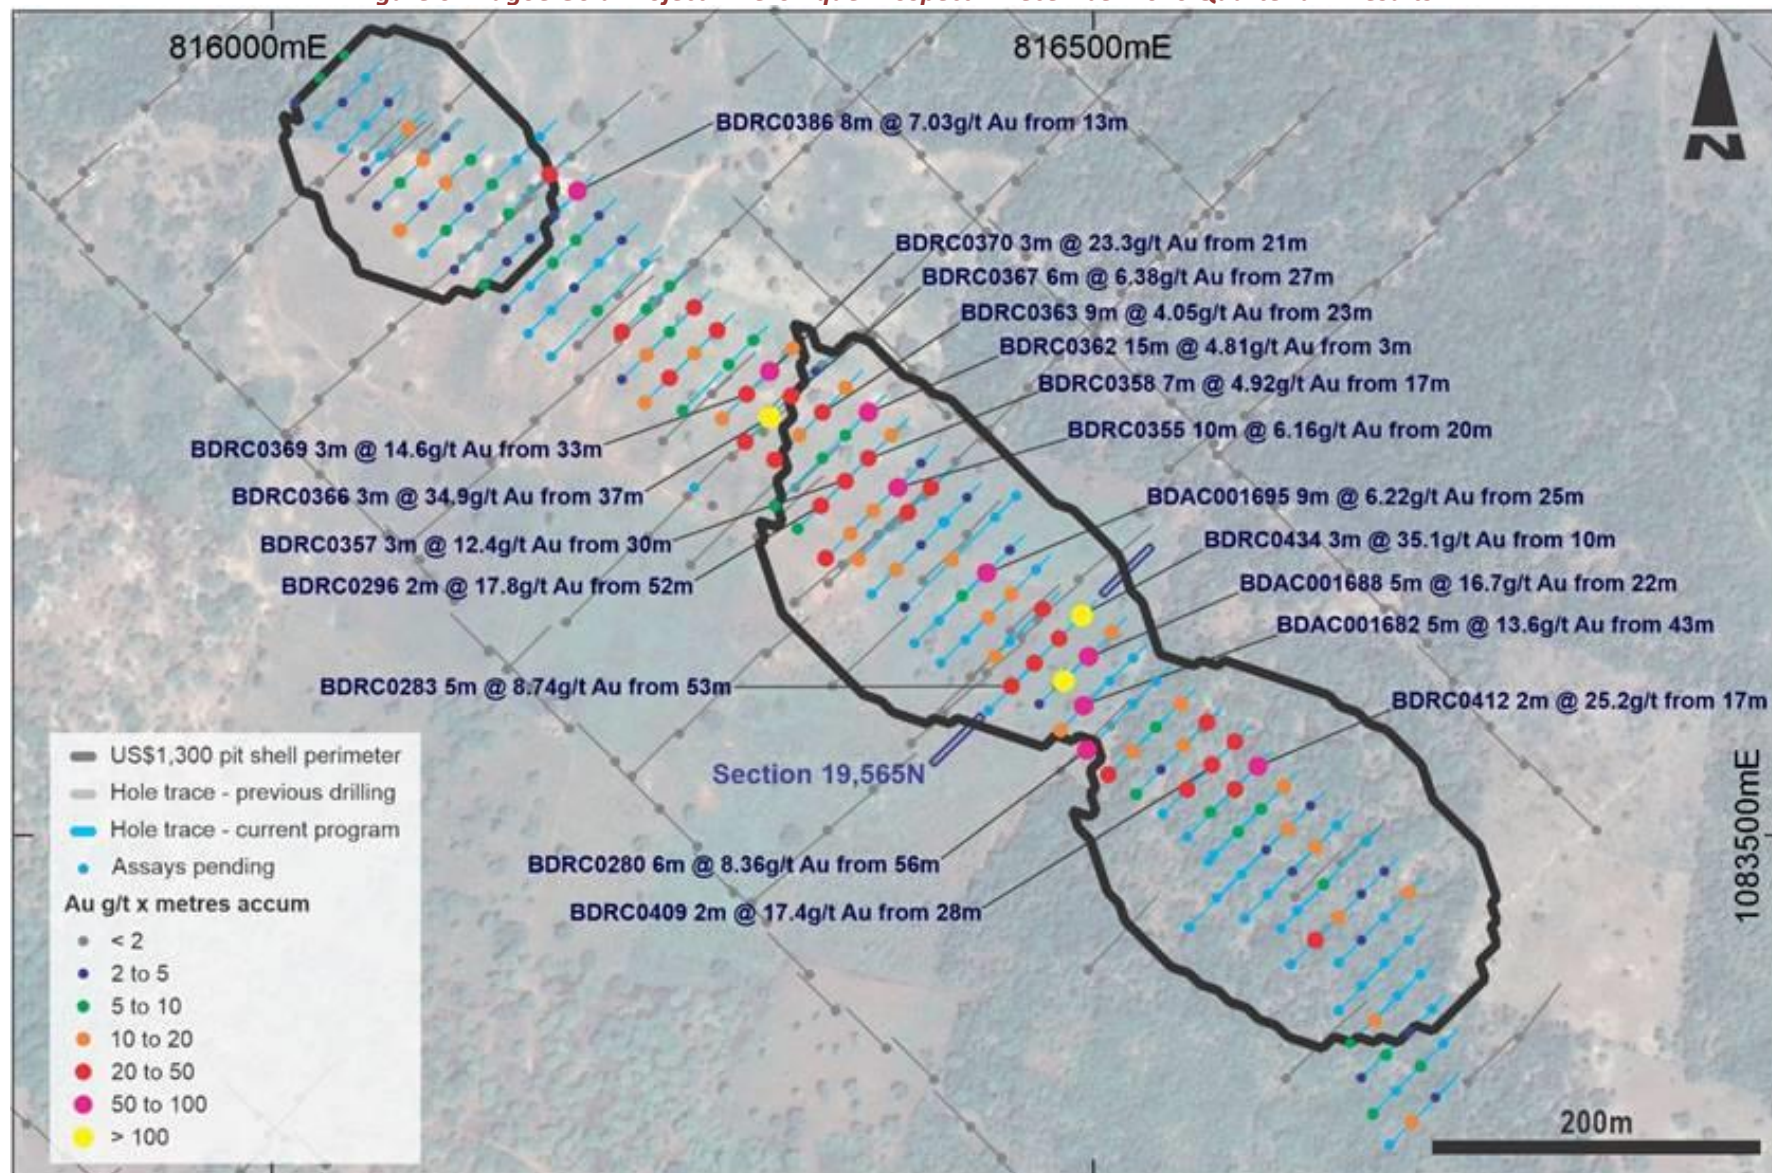 816000mE
816500mE
N
BDRC0386 8m @ 7.03g/t Au from 13m
BDRC0370 3m @ 23.3g/t Au from 21m
BDRC0367 6m @ 6.38g/t Au from 27m
BDRC0363 9m @ 4.05g/t Au from 23m
BDRC0362 15m @ 4.81g/t Au from 3m
BDRC0358 7m @ 4.92g/t Au from 17m
BDRC0355 10m @ 6.16g/t Au from 20m
BDRC0369 3m @ 14.6g/t Au from 33m
BDRC0366 3m @ 34.9g/t Au from 37m
BDAC001695 9m @ 6.22g/t Au from 25m
BDRC0357 3m @ 12.4g/t Au from 30m
BDRC0434 3m @ 35.1g/t Au from 10m
BDRC0296 2m @ 17.8g/t Au from 52m
BDAC001688 5m @ 16.7g/t Au from 22m
BDAC001682 5m @ 13.6g/t Au from 43m
BDRC0283 5m @ 8.74g/t Au from 53m
BDRC0412 2m @ 25.2g/t from 17m
Section 19,565N
BDRC0280 6m @ 8.36g/t Au from 56m
BDRC0409 2m @ 17.4g/t Au from 28m
1083500mE
US$1,300 pit shell perimeter
Hole trace - previous drilling
Hole trace - current program
Assays pending
Au g/t x metres accum
< 2
2 to 5
5 to 10
10 to 20
20 to 50
50 to 100
> 100
200m